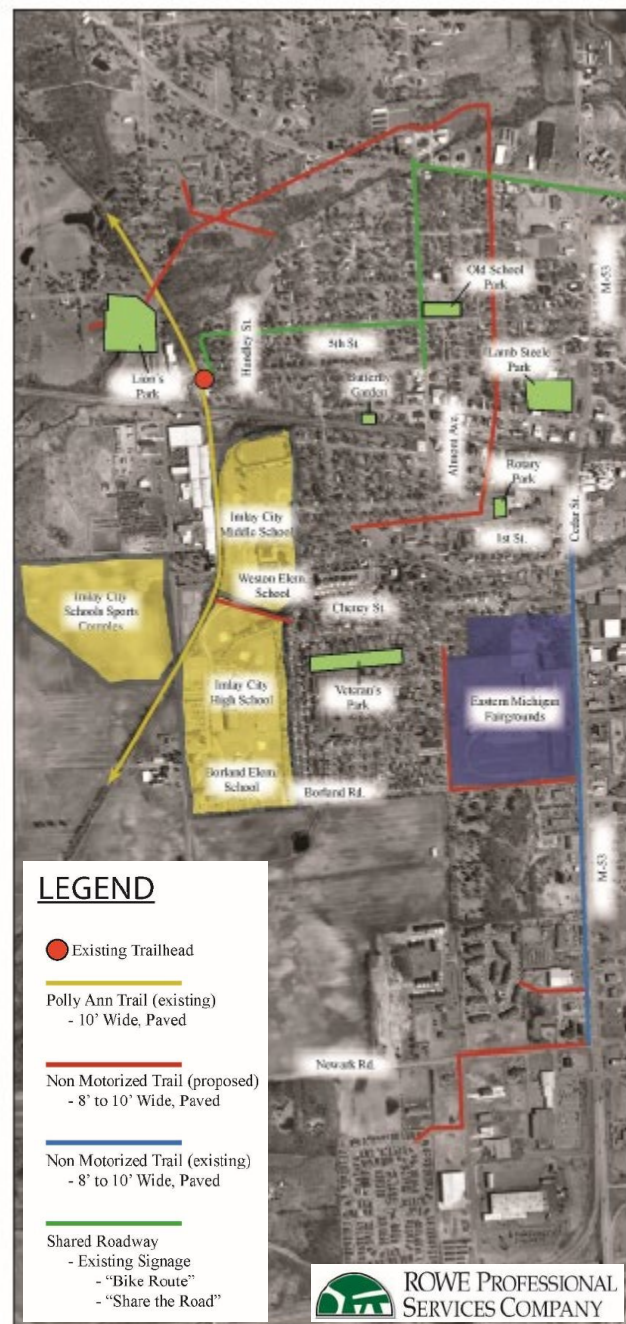 Old School
Park
M-53
Handley St.
5th St.
Lamb Steele
Park
Lion's
Park
Butterfly
Garden
Almont Ave.
Rotary
Park
Cedar St.
Imlay City
Middle School
1st St.
Weston Elem.
School
Imlay City
Schools Sports
Complex
Cheney St.
Imlay City
High School
Veteran's
Park
Eastern Michigan
Fairgrounds
Borland Elem.
School
Borland Rd.
M-53
LEGEND
Existing Trailhead
Polly Ann Trail (existing)
- 10' Wide, Paved
Newark Rd.
Non Motorized Trail (proposed)
- 8' to 10' Wide, Paved
Non Motorized Trail (existing)
- 8' to 10' Wide, Paved
Shared Roadway
- Existing Signage
- "Bike Route"
- "Share the Road"
ROWE PROFESSIONAL
SERVICES COMPANY